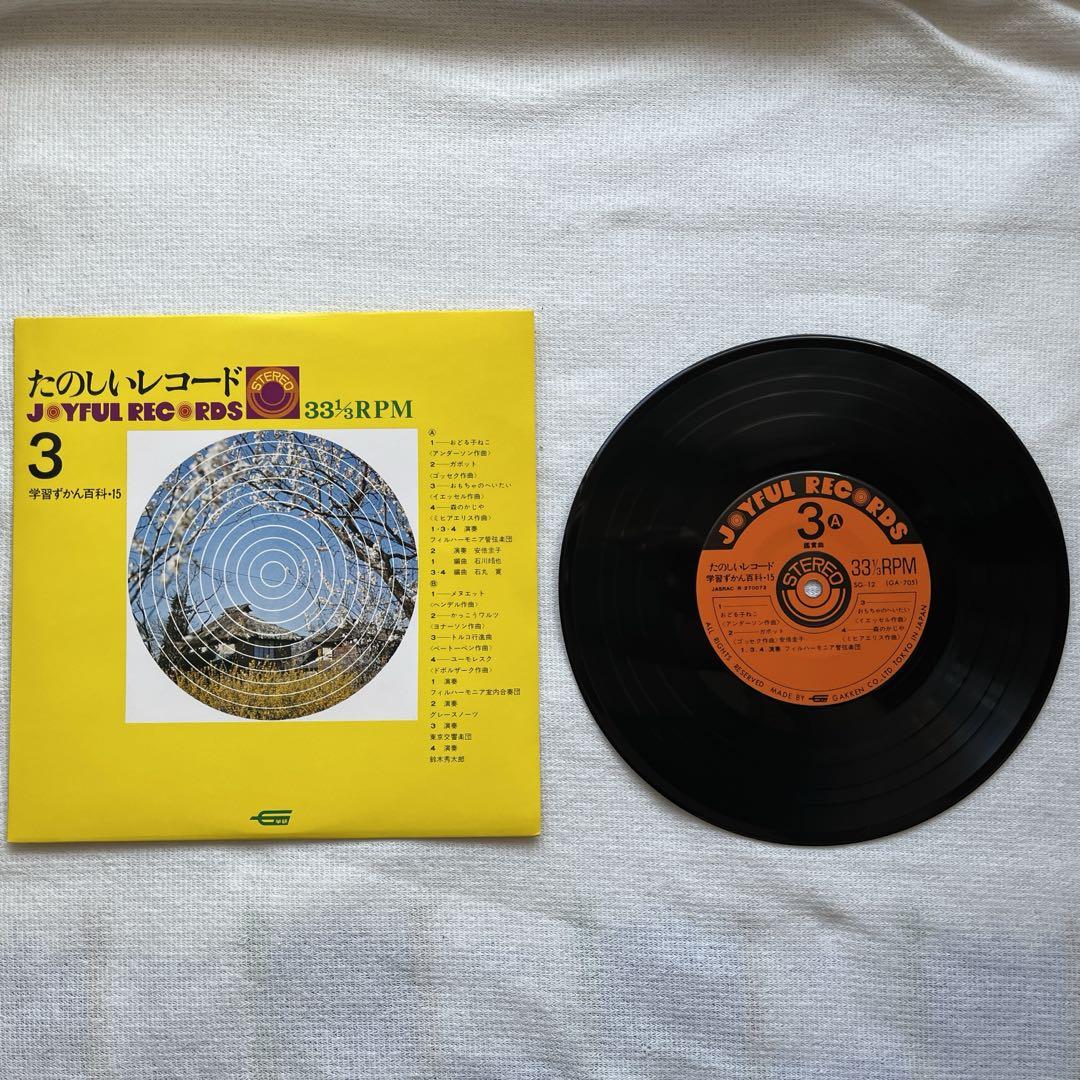 たのしいレコード
JOYFUL RECORDS
STEREO
33⅓RPM
3
学習ずかん百科・15
Ⓐ
1──おどる子ねこ
〈アンダーソン作曲〉
2──ガボット
〈ゴッセク作曲〉
3──おもちゃのへいたい
〈イエッセル作曲〉
4──森のかじや
〈ミヒアエリス作曲〉
1・3・4 演奏
フィルハーモニア管弦楽団
2 演奏 安倍圭子
1 編曲 石川皓也
3・4 編曲 石丸 寛
Ⓑ
1──メヌエット
〈ヘンデル作曲〉
2──かっこうワルツ
〈ヨナーソン作曲〉
3──トルコ行進曲
〈ベートーベン作曲〉
4──ユーモレスク
〈ドボルザーク作曲〉
1 演奏
フィルハーモニア室内合奏団
2 演奏
グレースノーツ
3 演奏
東京交響楽団
4 演奏
鈴木秀太郎
学研
JOYFUL RECORDS
3Ⓐ
鑑賞曲
たのしいレコード
学習ずかん百科・15
JASRAC R 270072
STEREO
33⅓RPM
SG-12 (GA-705)
1──
おどる子ねこ
〈アンダーソン作曲〉
2──ガボット
〈ゴセック作曲〉安倍圭子
3──
おもちゃのへいたい
〈イエッセル作曲〉
4──森のかじや
〈ミヒアエリス作曲〉
1.3.4.演奏 フィルハーモニア管弦楽団
ALL RIGHTS RESERVED MADE BY GAKKEN CO.,LTD TOKYO IN JAPAN